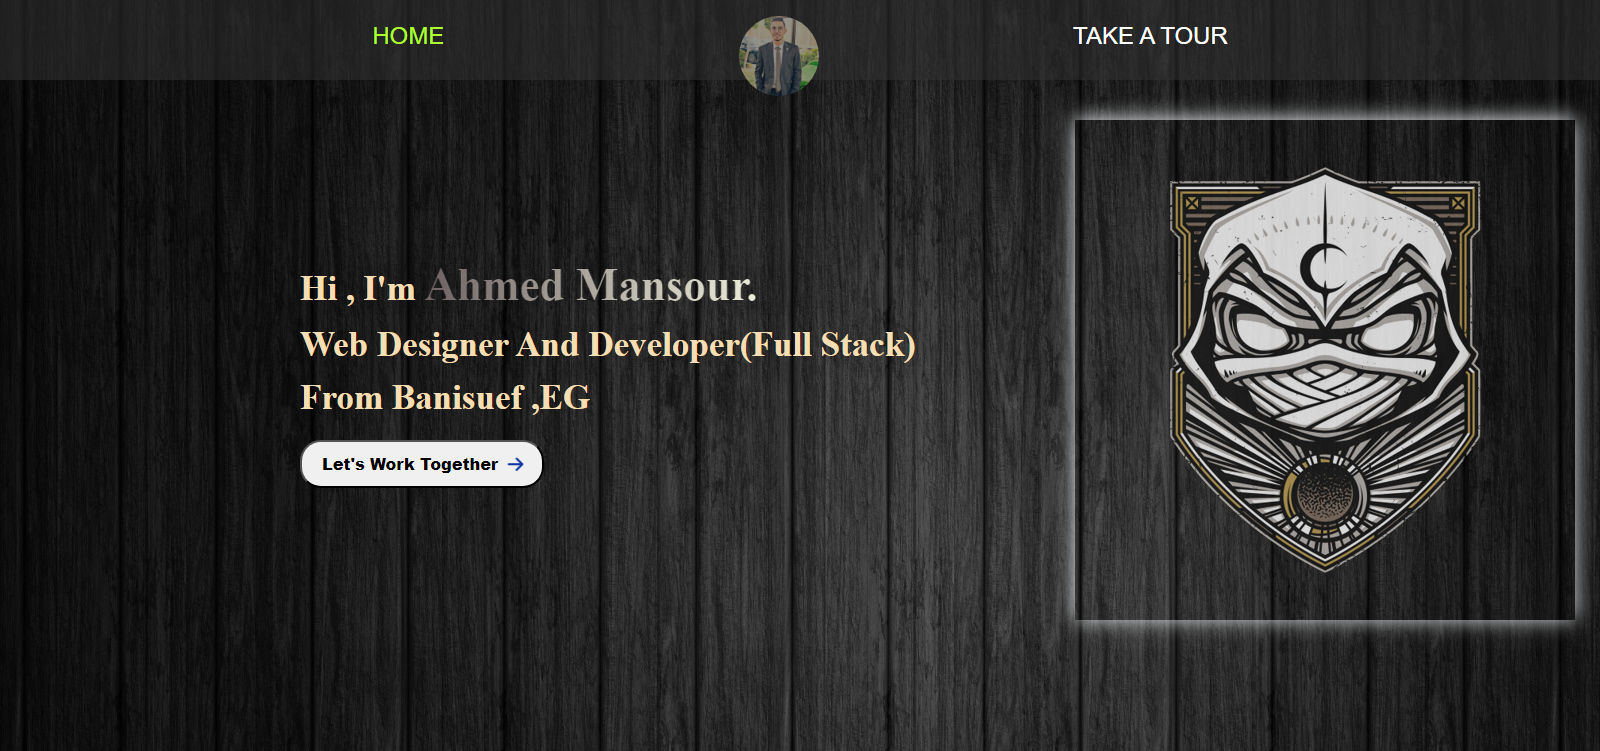 HOME
TAKE A TOUR
Hi , I'm Ahmed Mansour.
Web Designer And Developer(Full Stack)
From Banisuef ,EG
Let's Work Together →